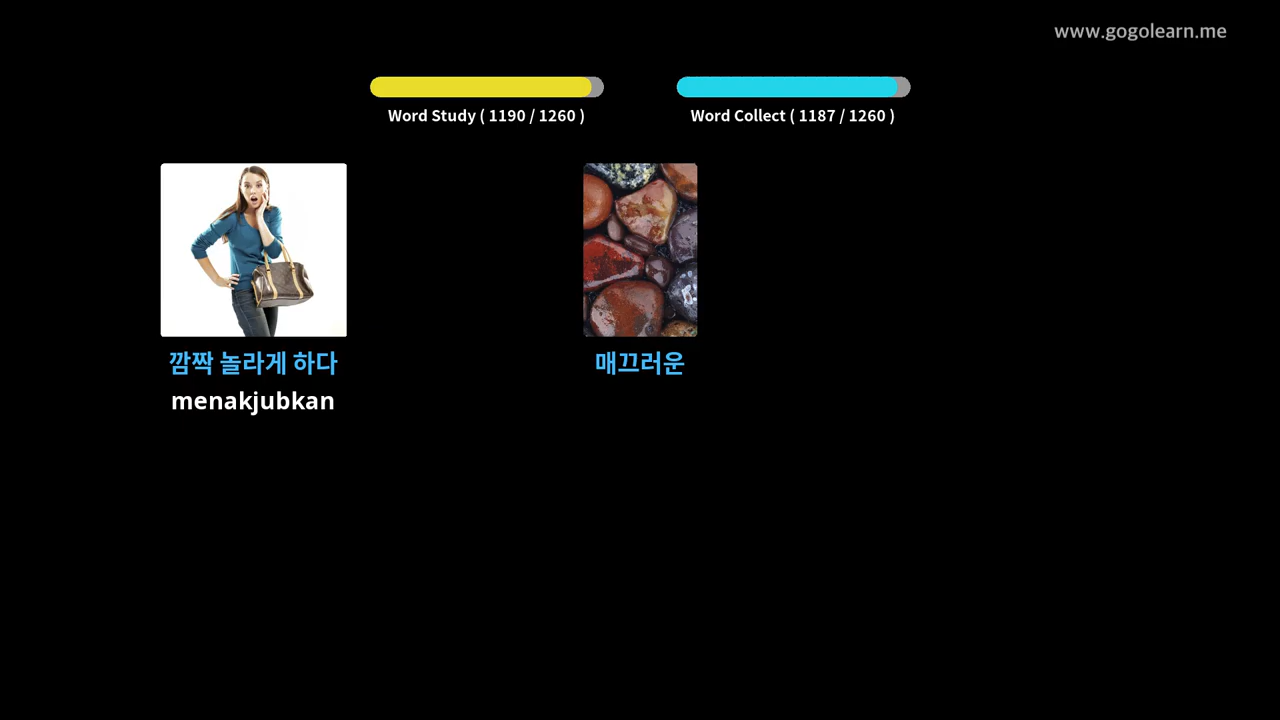 www.gogolearn.me
Word Study ( 1190 / 1260 )
Word Collect ( 1187 / 1260 )
깜짝 놀라게 하다
menakjubkan
매끄러운